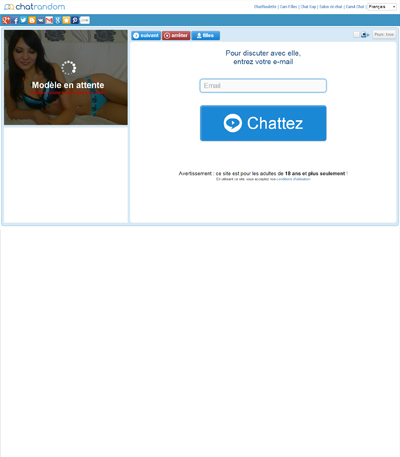 chatrandom
ChatRoulette | Cam Filles | Chat Gay | Salon de chat | Canal Chat | Français
suivant
arrêter
filles
Pays: tous
Modèle en attente
Pour discuter avec elle,
entrez votre e-mail
Email
Chattez
Avertissement : ce site est pour les adultes de 18 ans et plus seulement !
En utilisant ce site, vous acceptez nos conditions d'utilisation